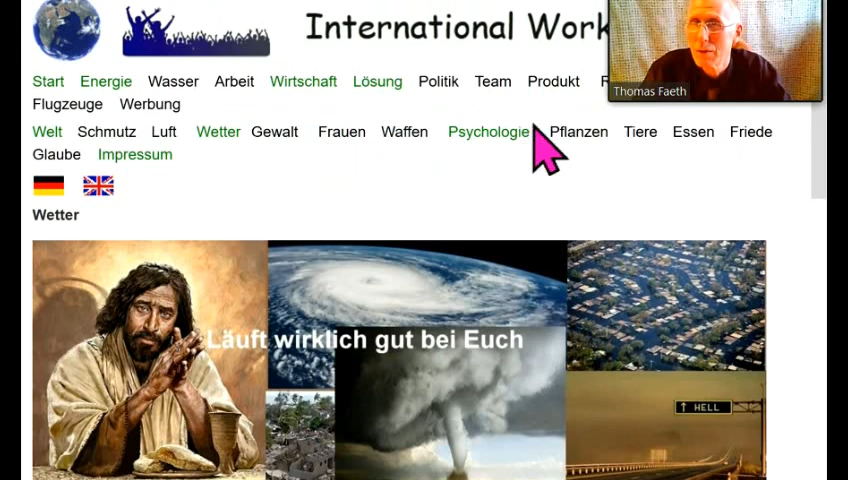 International Work
Thomas Faeth
Start Energie Wasser Arbeit Wirtschaft Lösung Politik Team Produkt
Flugzeuge Werbung
Welt Schmutz Luft Wetter Gewalt Frauen Waffen Psychologie Pflanzen Tiere Essen Friede
Glaube Impressum
Wetter
Läuft wirklich gut bei Euch
↑ HELL